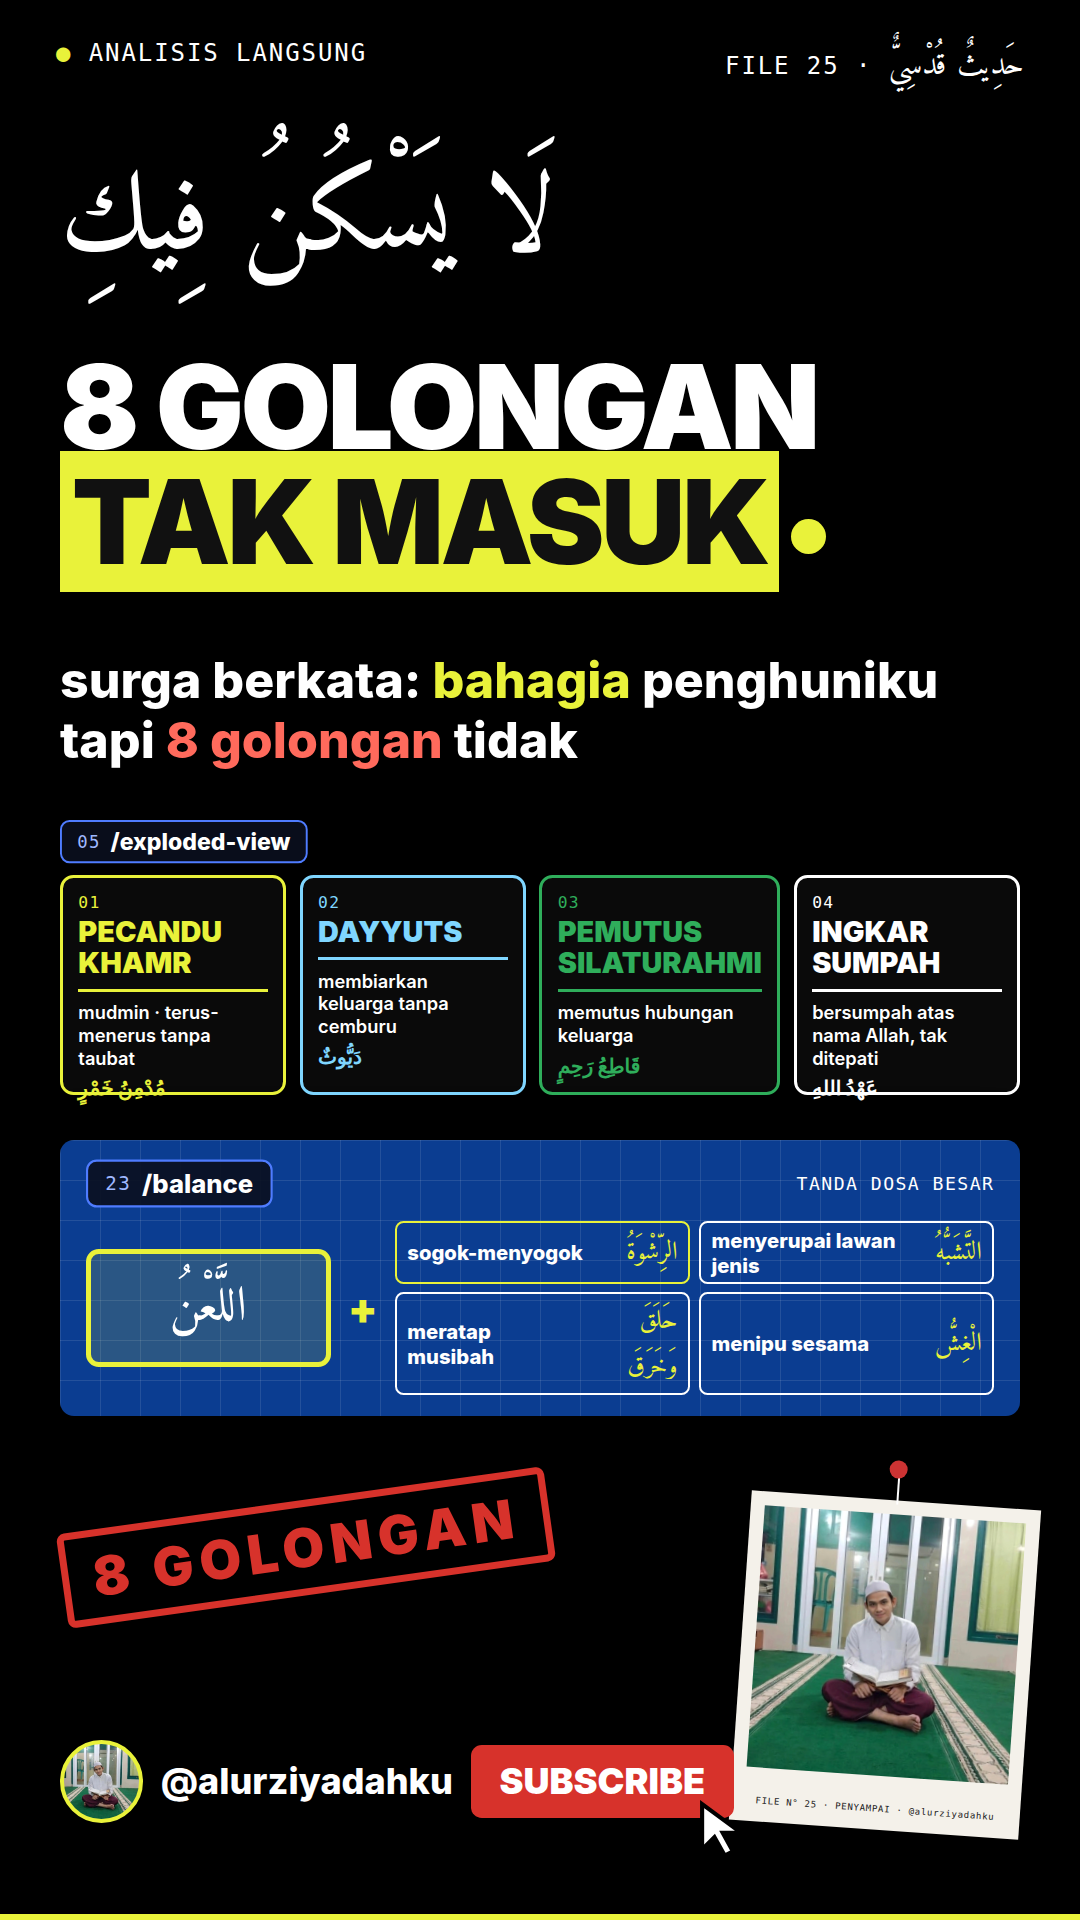 ANALISIS LANGSUNG
FILE 25 · حَدِيثٌ قُدْسِيٌّ
لَا يَسْكُنُ فِيكِ
8 GOLONGAN
TAK MASUK.
surga berkata: bahagia penghuniku
tapi 8 golongan tidak
05 /exploded-view
01
PECANDU
KHAMR
mudmin · terus-
menerus tanpa
taubat
مُدْمِنُ خَمْرٍ
02
DAYYUTS
membiarkan
keluarga tanpa
cemburu
دَيُّوثٌ
03
PEMUTUS
SILATURAHMI
memutus hubungan
keluarga
قَاطِعُ رَحِمٍ
04
INGKAR
SUMPAH
bersumpah atas
nama Allah, tak
ditepati
عَهْدُ اللهِ
23 /balance
TANDA DOSA BESAR
اللَّعْنُ
+
sogok-menyogok الرِّشْوَةُ
menyerupai lawan
jenis
التَّشَبُّهُ
meratap
musibah
حَلَقَ
وَخَرَقَ
menipu sesama الْغِشُّ
8 GOLONGAN
@alurziyadahku SUBSCRIBE
FILE N° 25 · PENYAMPAI · @alurziyadahku